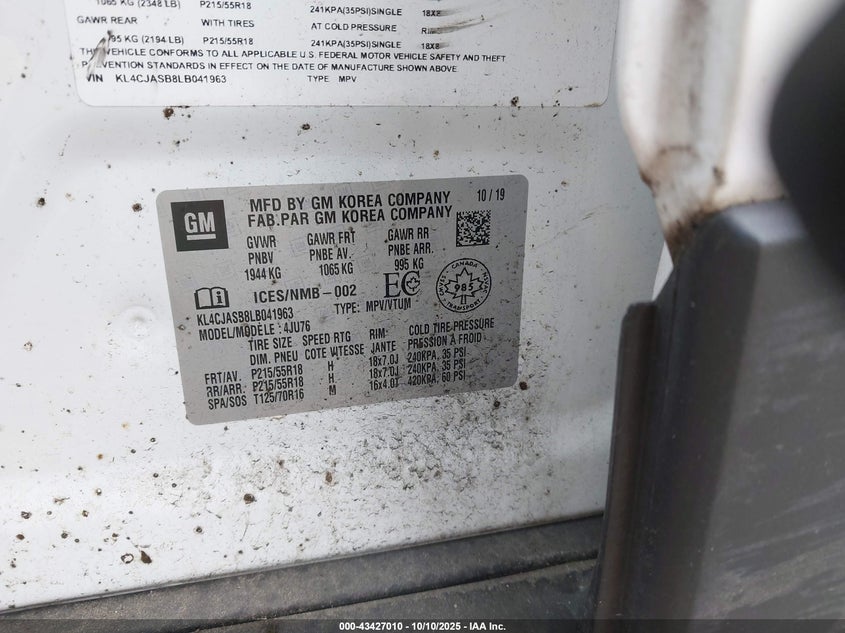 1065 KG (2348 LB) P215/55R18 241KPA(35PSI)SINGLE 18X8
GAWR REAR WITH TIRES AT COLD PRESSURE
95 KG (2194 LB) P215/55R18 241KPA(35PSI)SINGLE 18X8
THIS VEHICLE CONFORMS TO ALL APPLICABLE U.S. FEDERAL MOTOR VEHICLE SAFETY AND THEFT
PREVENTION STANDARDS IN EFFECT ON THE DATE OF MANUFACTURE SHOWN ABOVE.
VIN KL4CJASB8LB041963 TYPE: MPV
GM
MFD BY GM KOREA COMPANY 10 / 19
FAB.PAR GM KOREA COMPANY
GVWR GAWR FRT GAWR RR
PNBV PNBE AV. PNBE ARR.
1944 KG 1065 KG 995 KG
ICES/NMB-002 EC
CANADA
985
TRANSPORT
KL4CJASB8LB041963 TYPE: MPV/VTUM
MODEL/MODÈLE: 4JU76
TIRE SIZE SPEED RTG RIM: COLD TIRE PRESSURE
DIM. PNEU COTE VITESSE JANTE PRESSION A FROID
FRT/AV. P215/55R18 H 18x7.0J 240KPA, 35 PSI
RR/ARR. P215/55R18 H 18x7.0J 240KPA, 35 PSI
SPA/SOS T125/70R16 M 16x4.0T 420KPA, 60 PSI
000-43427010 | 10/10/2025 - IAA Inc.